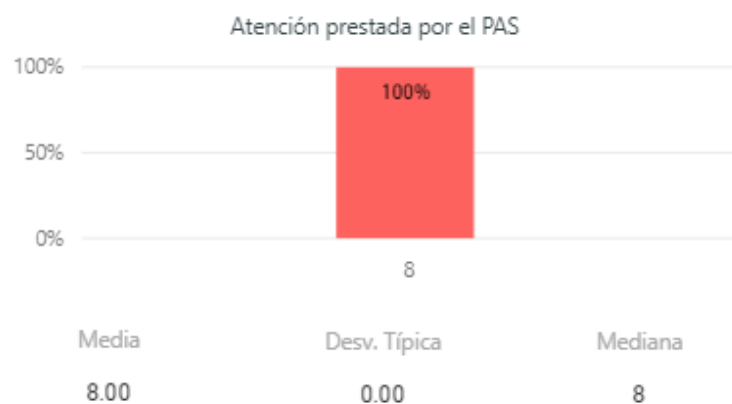 Atención prestada por el PAS
100%
100%
50%
0%
8
Media Desv. Típica Mediana
8.00 0.00 8